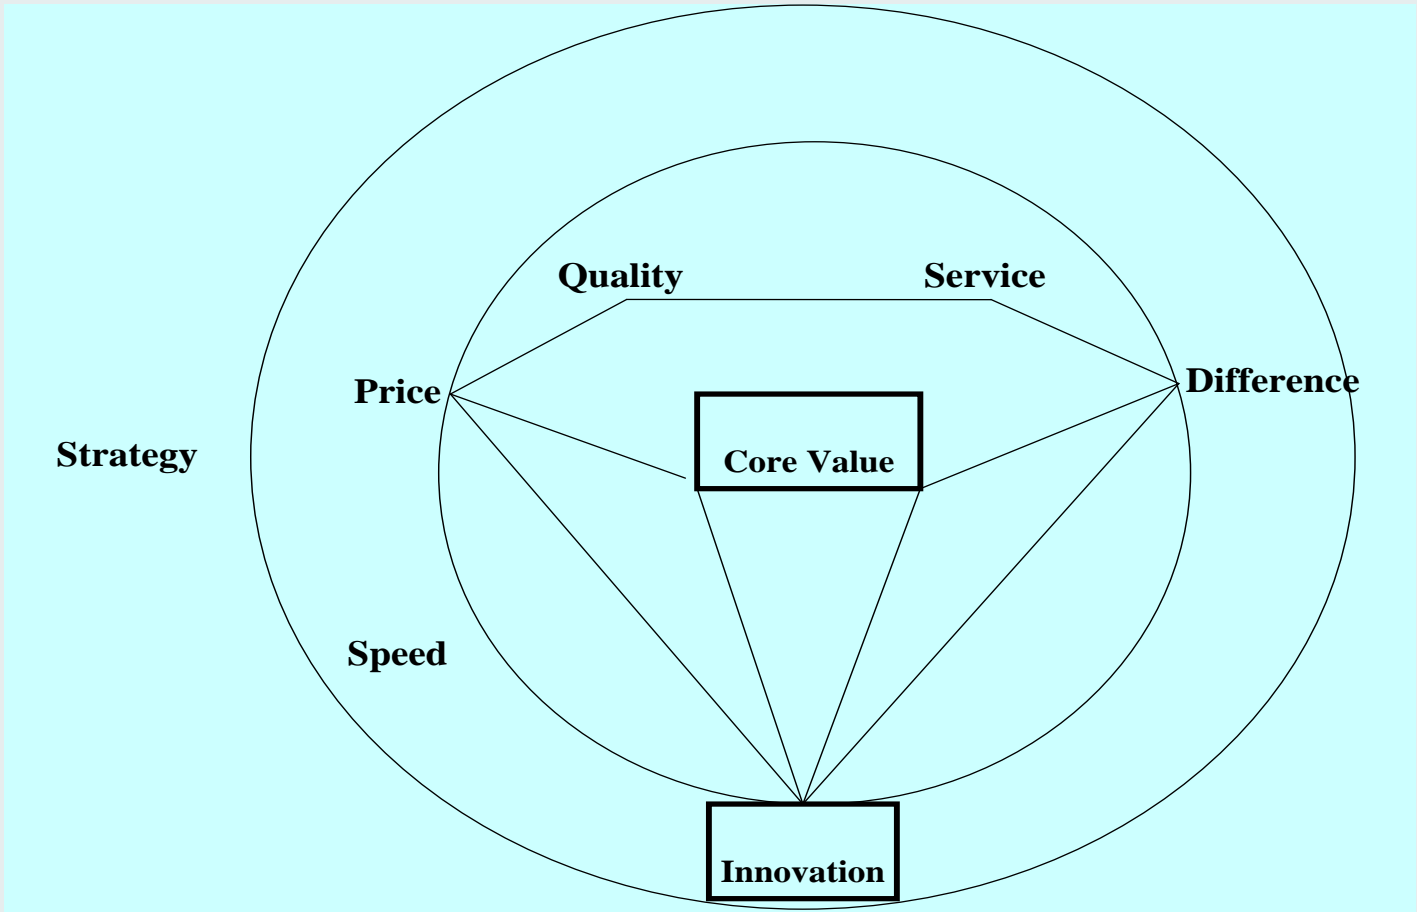 Quality
Service
Price
Difference
Strategy
Core Value
Speed
Innovation